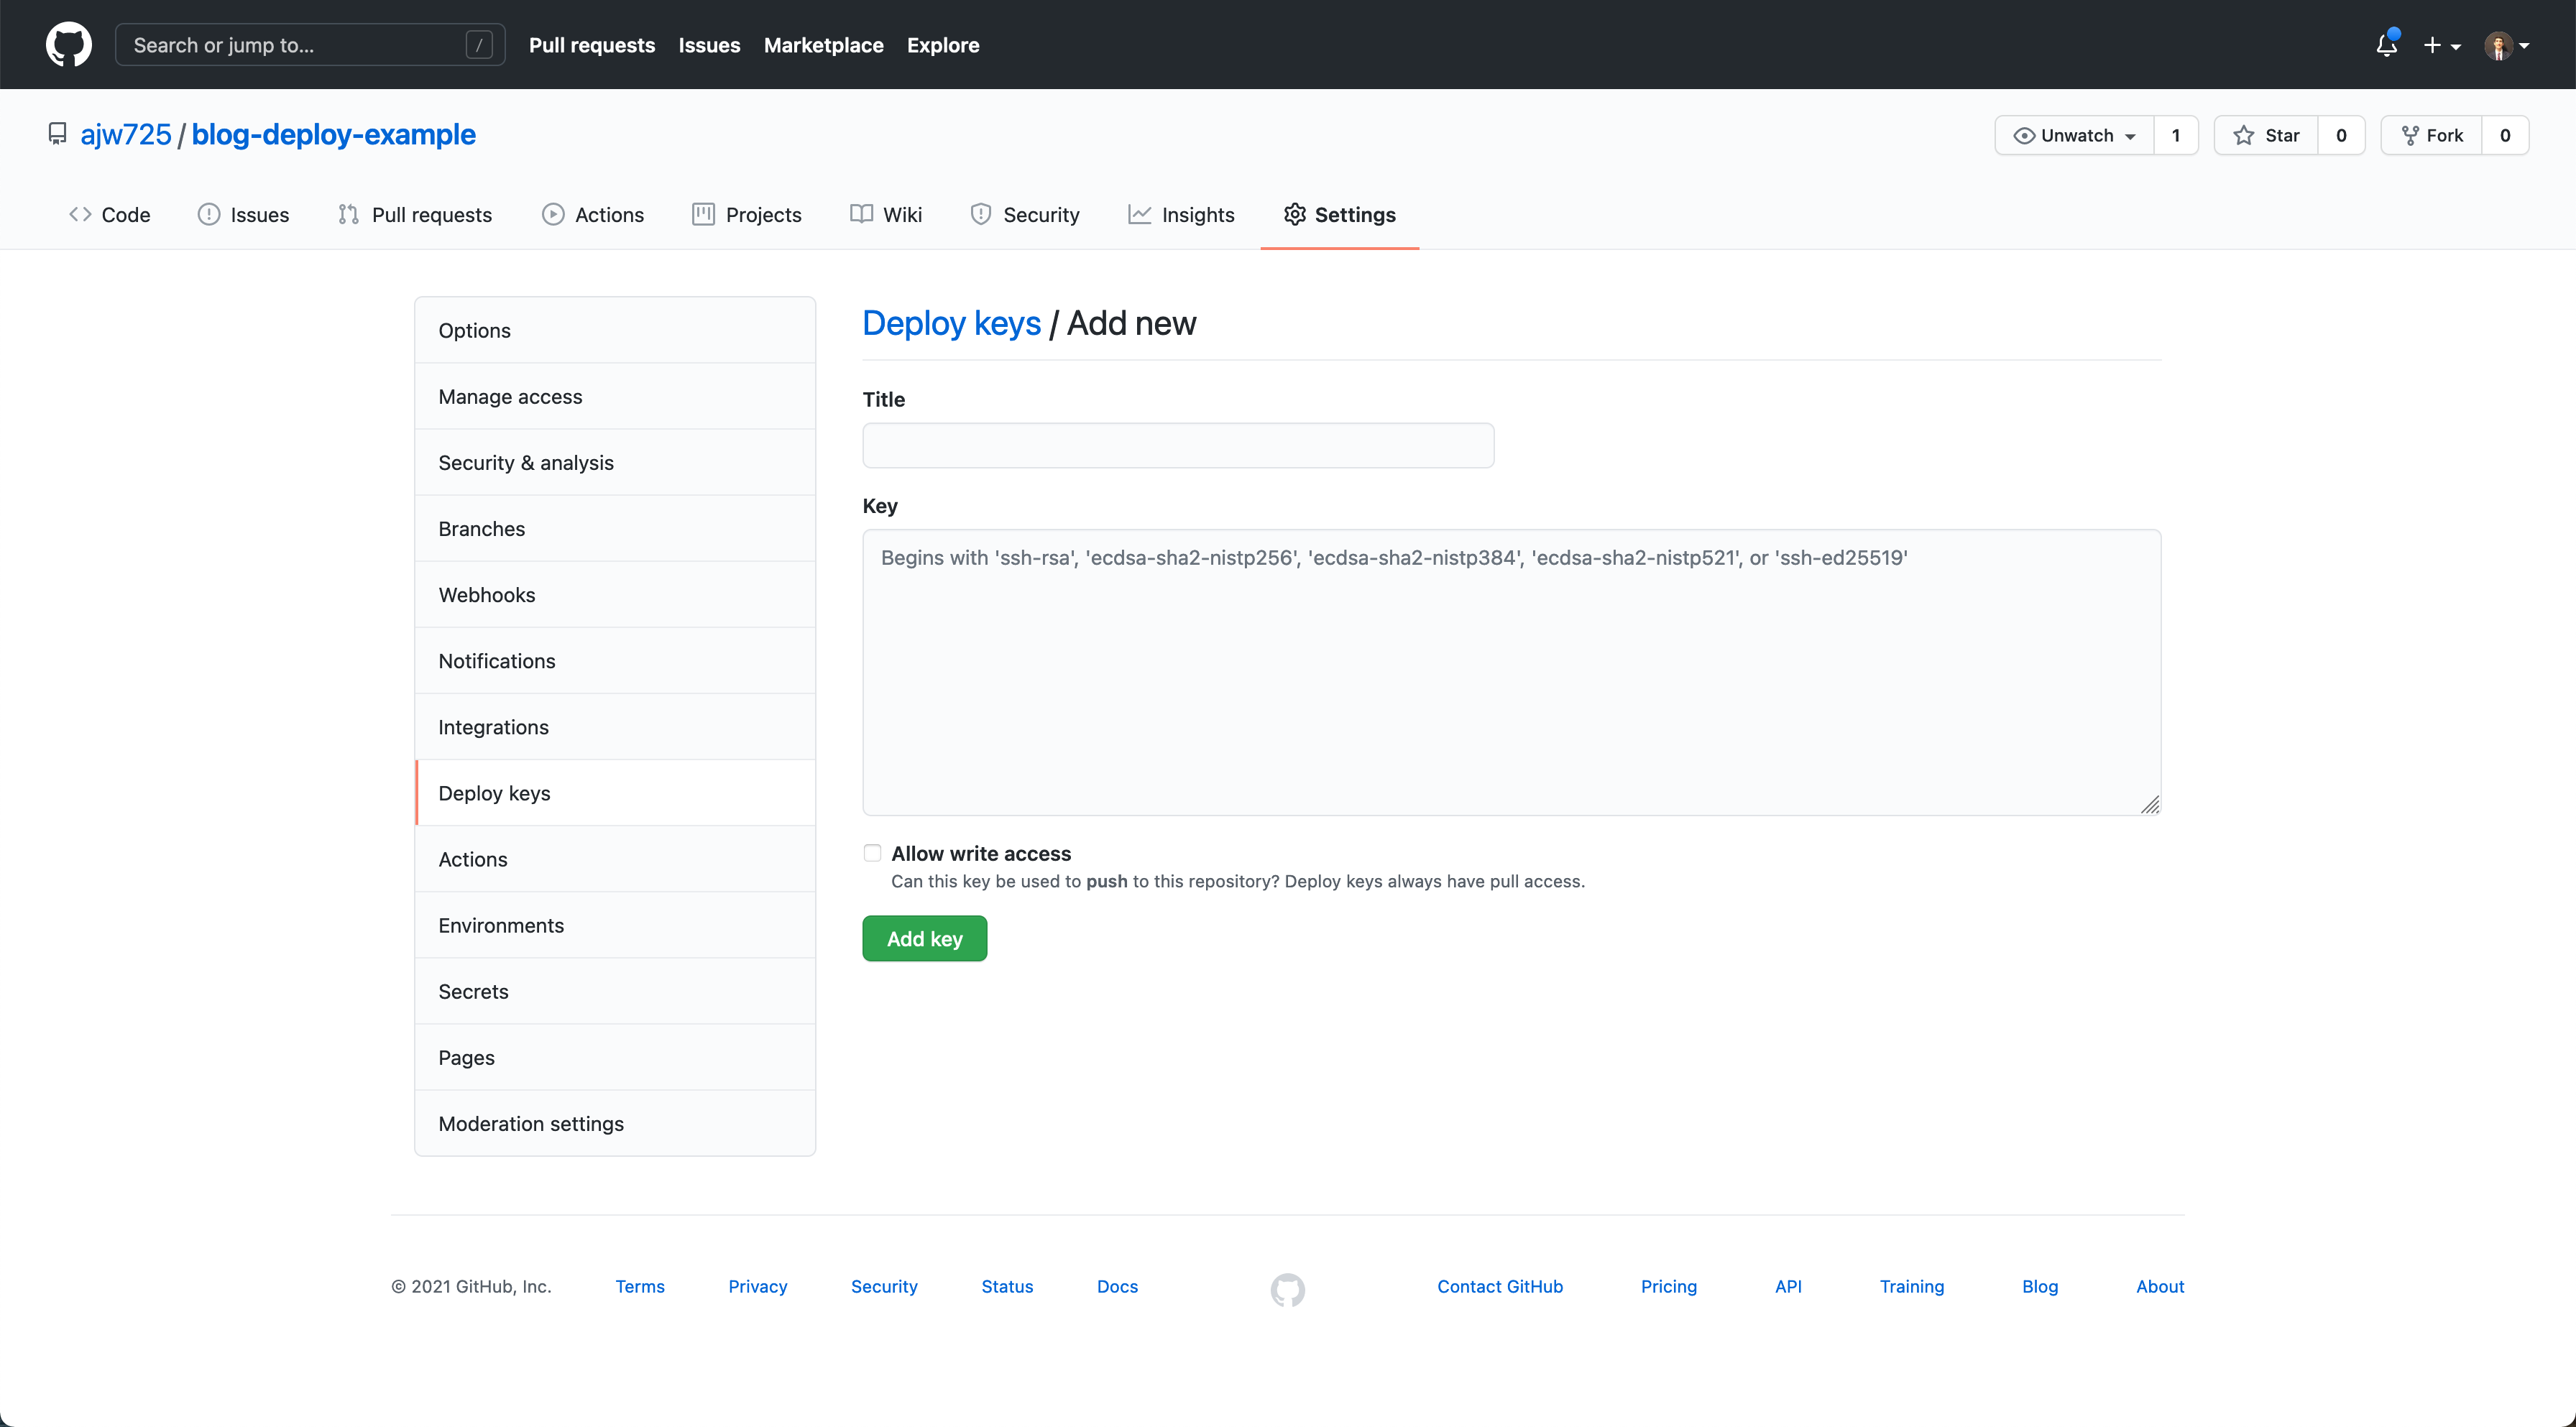 Search or jump to... /
Pull requests Issues Marketplace Explore
ajw725 / blog-deploy-example
Unwatch 1 Star 0 Fork 0
Code Issues Pull requests Actions Projects Wiki Security Insights Settings
Options
Manage access
Security & analysis
Branches
Webhooks
Notifications
Integrations
Deploy keys
Actions
Environments
Secrets
Pages
Moderation settings
Deploy keys / Add new
Title
Key
Begins with 'ssh-rsa', 'ecdsa-sha2-nistp256', 'ecdsa-sha2-nistp384', 'ecdsa-sha2-nistp521', or 'ssh-ed25519'
Allow write access
Can this key be used to push to this repository? Deploy keys always have pull access.
Add key
© 2021 GitHub, Inc. Terms Privacy Security Status Docs Contact GitHub Pricing API Training Blog About